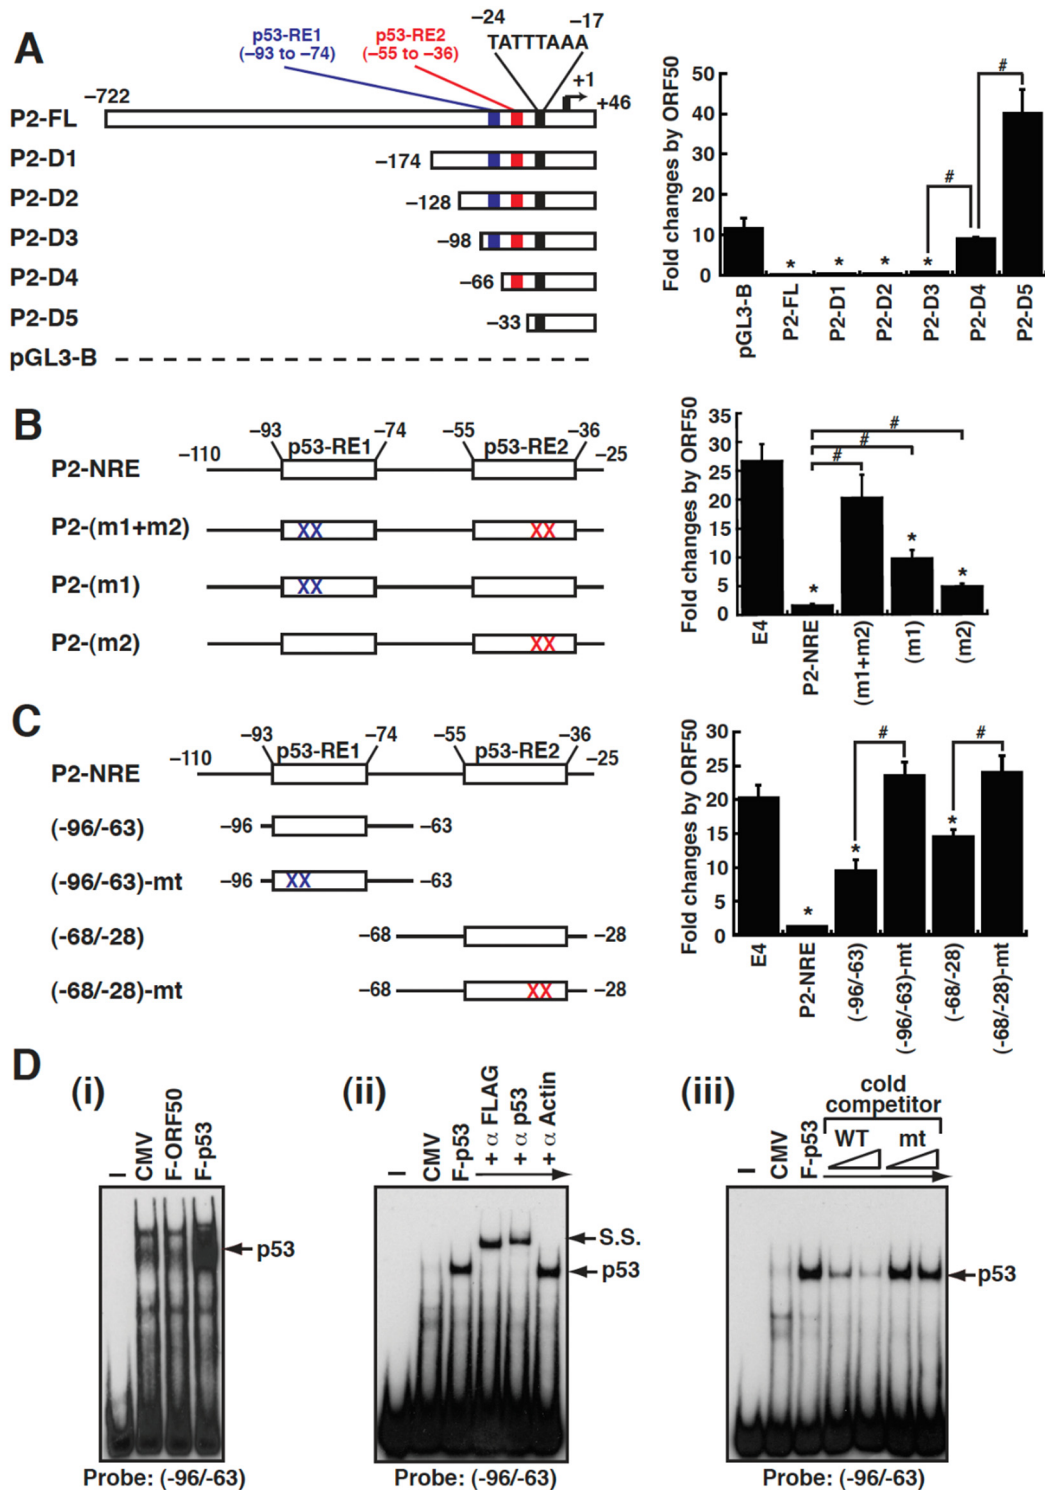 A
p53-RE1
(−93 to −74)
p53-RE2
(−55 to −36)
−24
−17
TATTTAAA
+1
−722
+46
P2-FL
P2-D1
−174
P2-D2
−128
P2-D3
−98
P2-D4
−66
P2-D5
−33
pGL3-B
Fold changes by ORF50
50
40
30
20
10
0
*
*
*
*
#
#
pGL3-B
P2-FL
P2-D1
P2-D2
P2-D3
P2-D4
P2-D5
B
P2-NRE
−110
−93
p53-RE1
−74
−55
p53-RE2
−36
−25
P2-(m1+m2)
XX
XX
P2-(m1)
XX
P2-(m2)
XX
Fold changes by ORF50
35
30
25
20
15
10
5
0
#
#
#
*
*
*
E4
P2-NRE
(m1+m2)
(m1)
(m2)
C
P2-NRE
−110
−93
p53-RE1
−74
−55
p53-RE2
−36
−25
(-96/-63)
−96
−63
(-96/-63)-mt
−96
XX
−63
(-68/-28)
−68
−28
(-68/-28)-mt
−68
XX
−28
Fold changes by ORF50
30
25
20
15
10
5
0
#
#
*
*
*
E4
P2-NRE
(-96/-63)
(-96/-63)-mt
(-68/-28)
(-68/-28)-mt
D
(i)
–
CMV
F-ORF50
F-p53
p53
Probe: (-96/-63)
(ii)
–
CMV
F-p53
+ α FLAG
+ α p53
+ α Actin
S.S.
p53
Probe: (-96/-63)
(iii)
–
CMV
F-p53
cold
competitor
WT
mt
p53
Probe: (-96/-63)